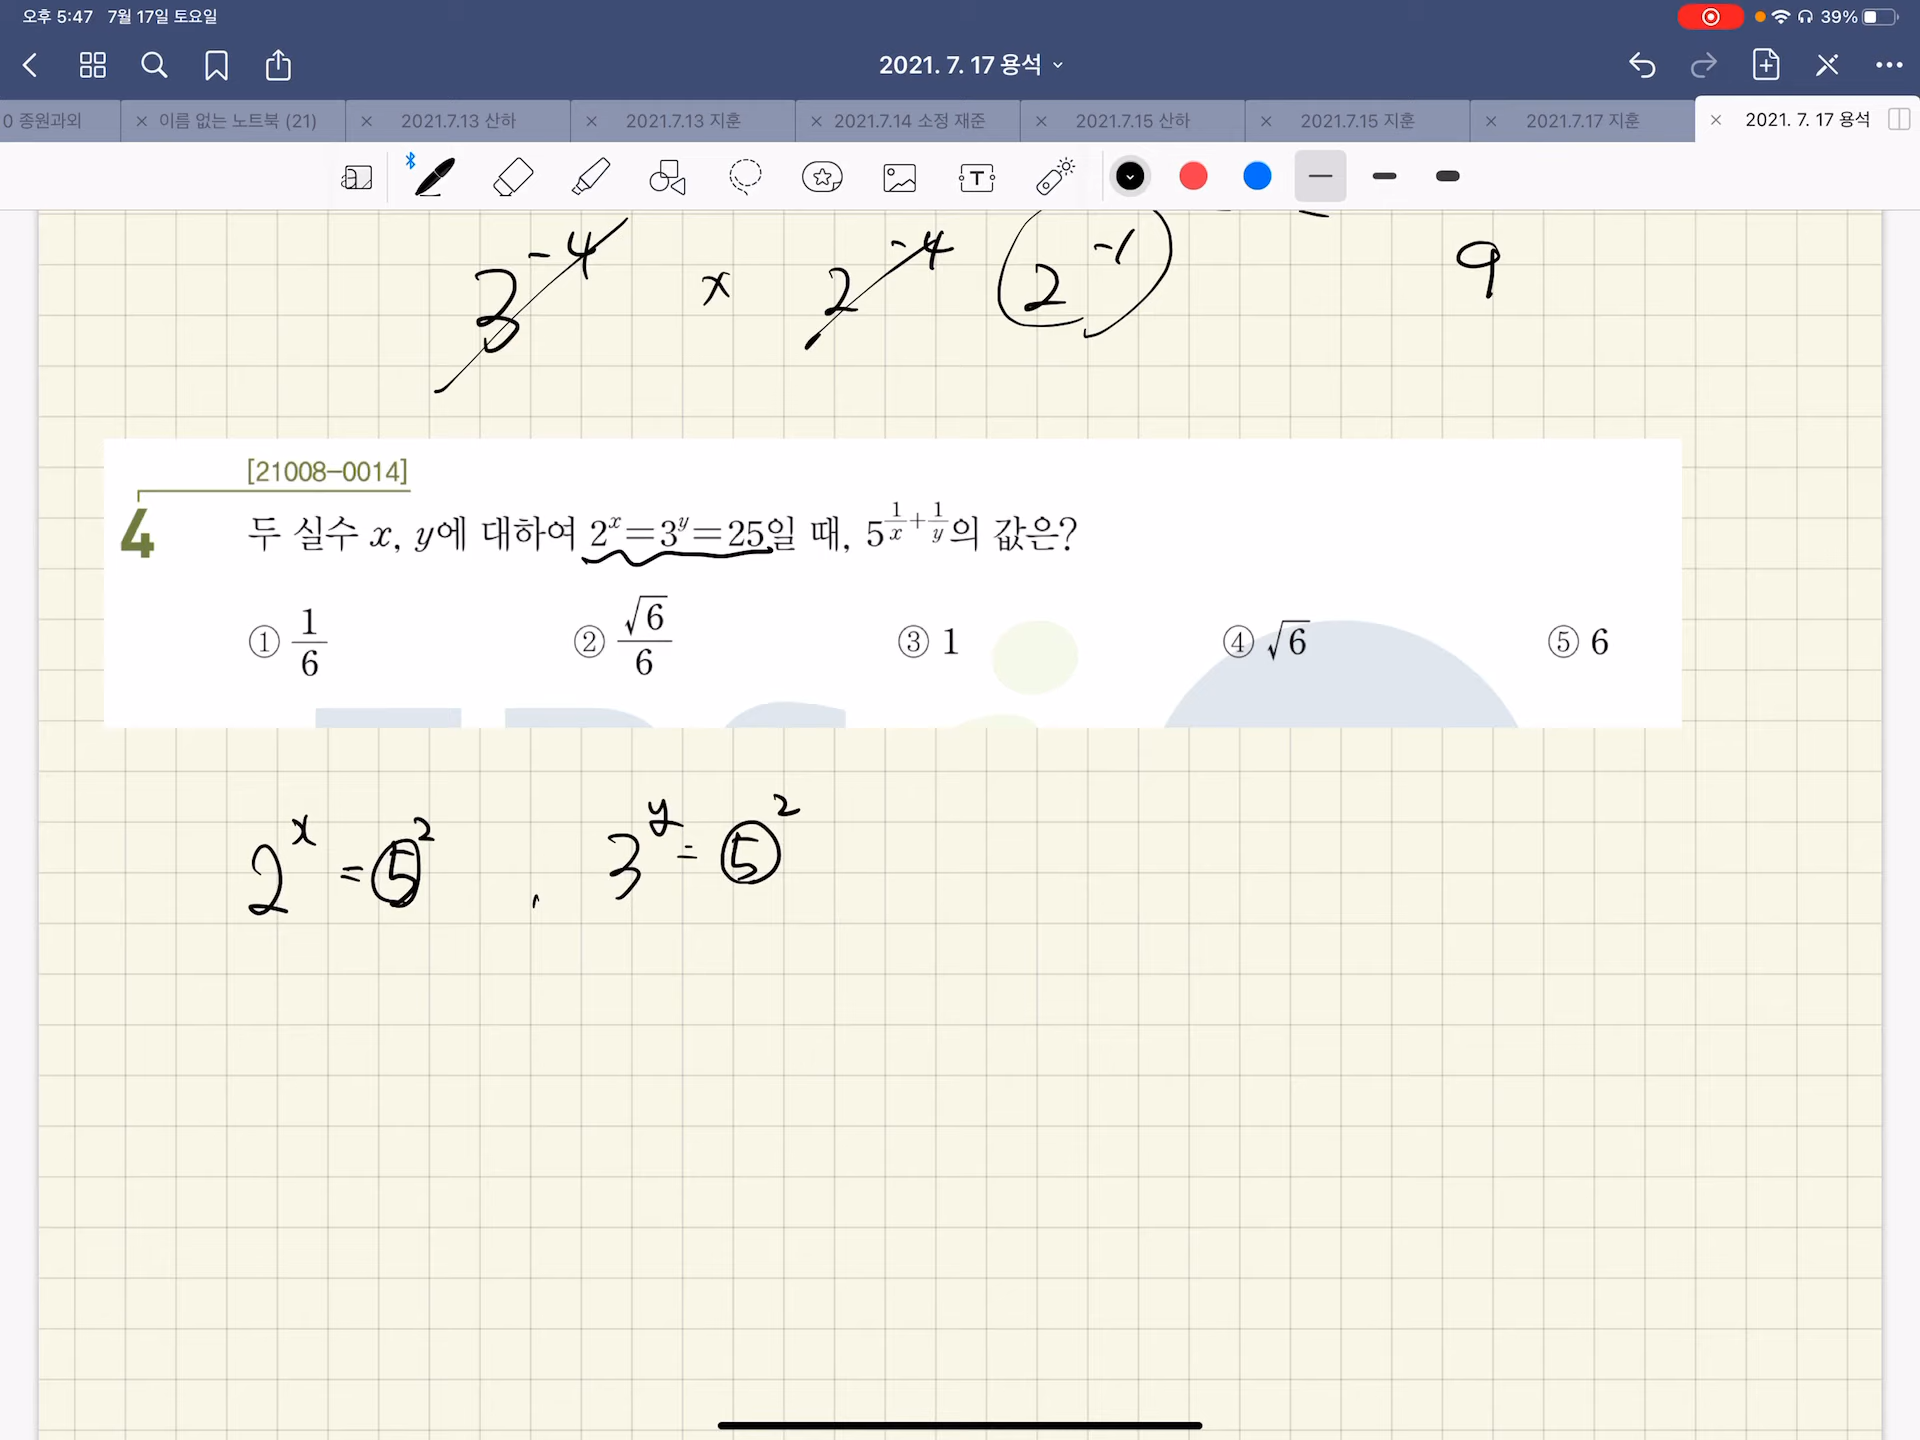 오후 5:47 7월 17일 토요일 39%
2021. 7. 17 용석
0 종원과외 × 이름 없는 노트북 (21) × 2021.7.13 산하 × 2021.7.13 지훈 × 2021.7.14 소정 재준 × 2021.7.15 산하 × 2021.7.15 지훈 × 2021.7.17 지훈 × 2021. 7. 17 용석
3^-4 × 2^-4 (2^-1) 9
[21008-0014]
4 두 실수 x, y에 대하여 2^x=3^y=25일 때, 5^(1/x+1/y)의 값은?
① 1/6 ② √6/6 ③ 1 ④ √6 ⑤ 6
2^x = 5^2 , 3^y = 5^2